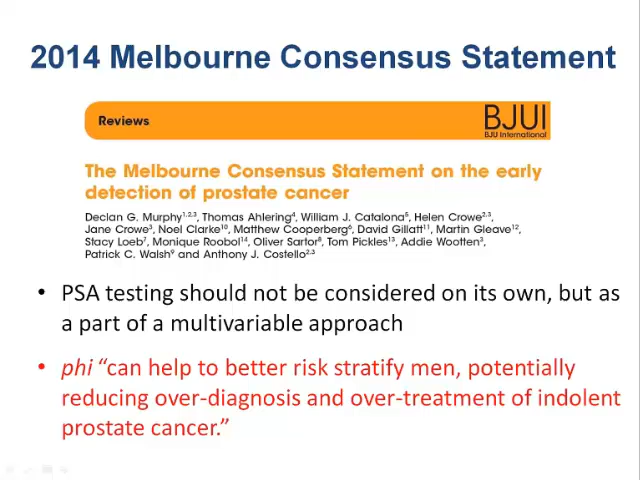 2014 Melbourne Consensus Statement
Reviews
BJUI
BJU International
The Melbourne Consensus Statement on the early
detection of prostate cancer
Declan G. Murphy1,2,3, Thomas Ahlering4, William J. Catalona5, Helen Crowe2,3,
Jane Crowe3, Noel Clarke10, Matthew Cooperberg6, David Gillatt11, Martin Gleave12,
Stacy Loeb7, Monique Roobol14, Oliver Sartor8, Tom Pickles13, Addie Wootten3,
Patrick C. Walsh9 and Anthony J. Costello2,3
• PSA testing should not be considered on its own, but as
a part of a multivariable approach
• phi “can help to better risk stratify men, potentially
reducing over-diagnosis and over-treatment of indolent
prostate cancer.”